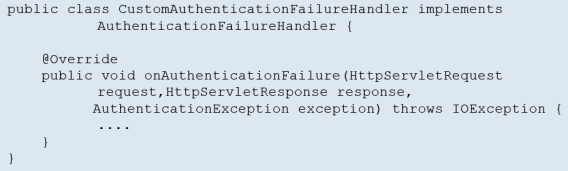 public class CustomAuthenticationFailureHandler implements
AuthenticationFailureHandler {
@Override
public void onAuthenticationFailure(HttpServletRequest
request,HttpServletResponse response,
AuthenticationException exception) throws IOException {
....
}
}